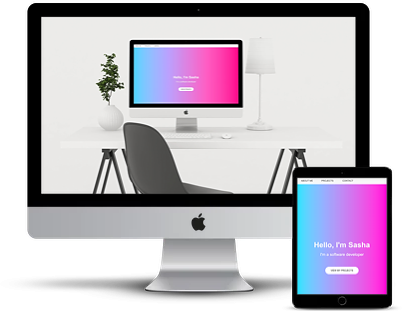 Hello, I'm Sasha
ABOUT ME PROJECTS CONTACT
Hello, I'm Sasha
I'm a software developer
SEE MY PROJECTS